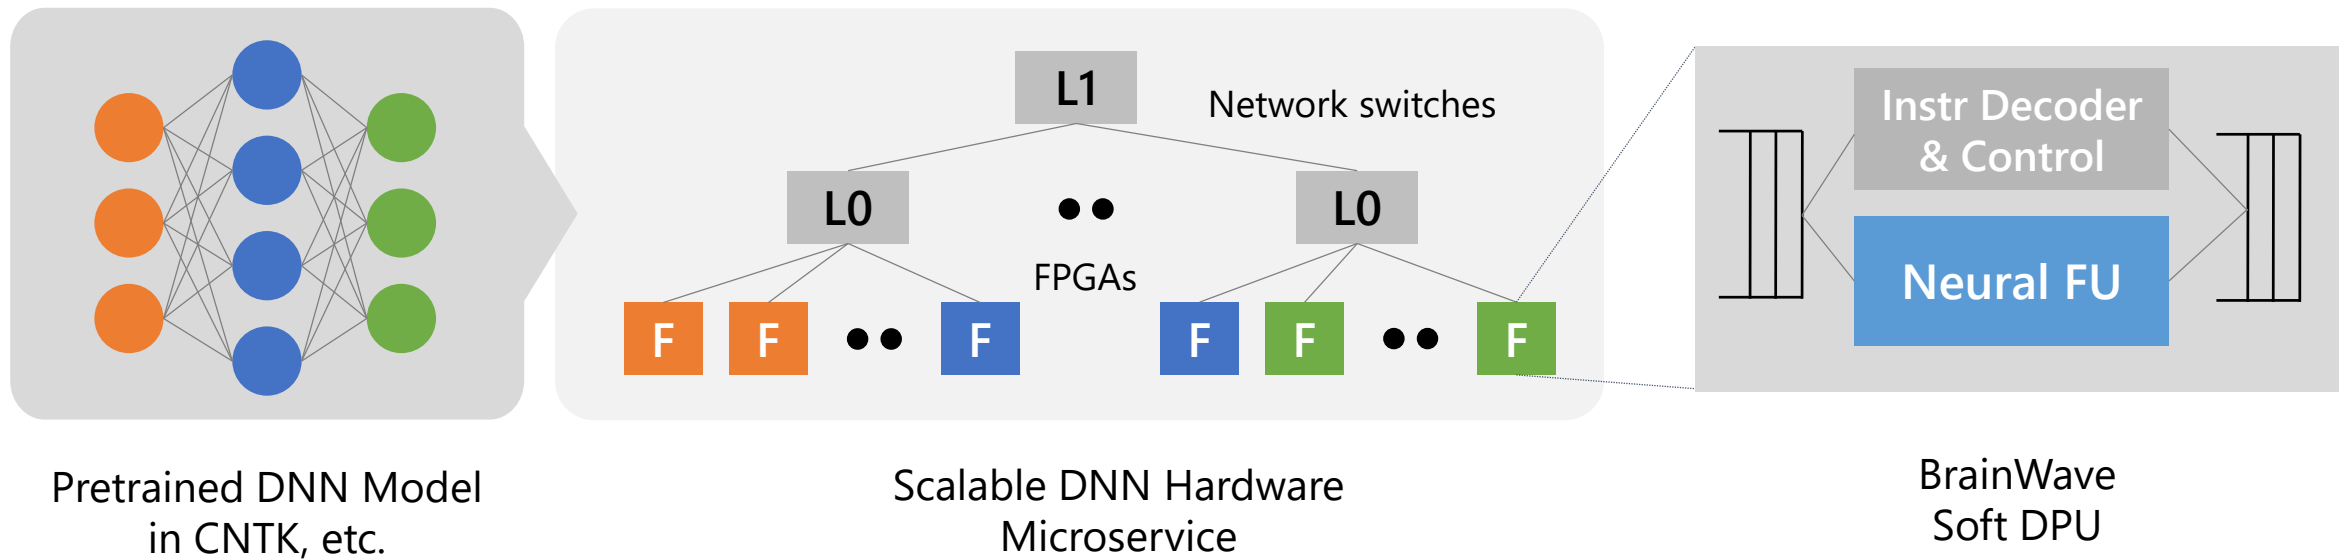 L1
Network switches
L0
L0
FPGAs
F
F
F
F
F
F
Instr Decoder
& Control
Neural FU
Pretrained DNN Model
in CNTK, etc.
Scalable DNN Hardware
Microservice
BrainWave
Soft DPU